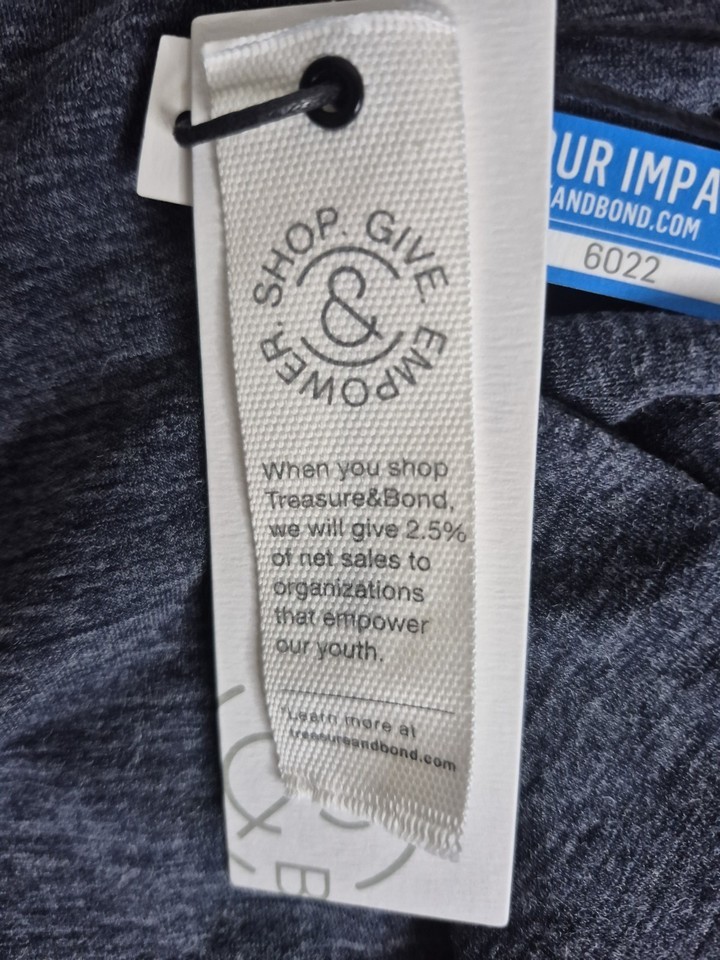 SHOP. GIVE. EMPOWER.
&
When you shop
Treasure&Bond,
we will give 2.5%
of net sales to
organizations
that empower
our youth.
*Learn more at
treasureandbond.com
OUR IMPA
ANDBOND.COM
6022
& B